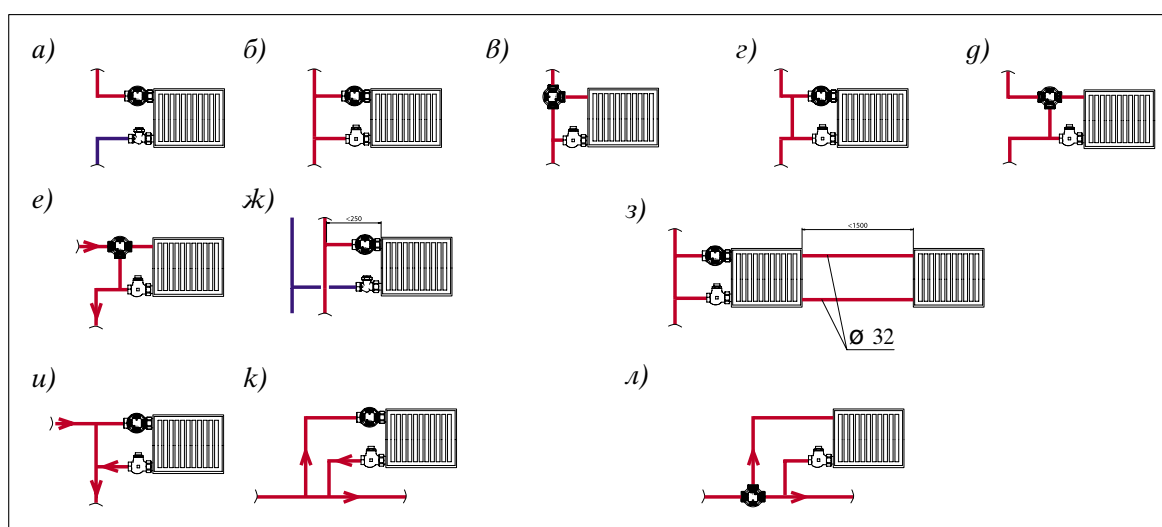 а) б) в) г) д)
е) ж) <250 з) <1500
ø 32
и) k) л)